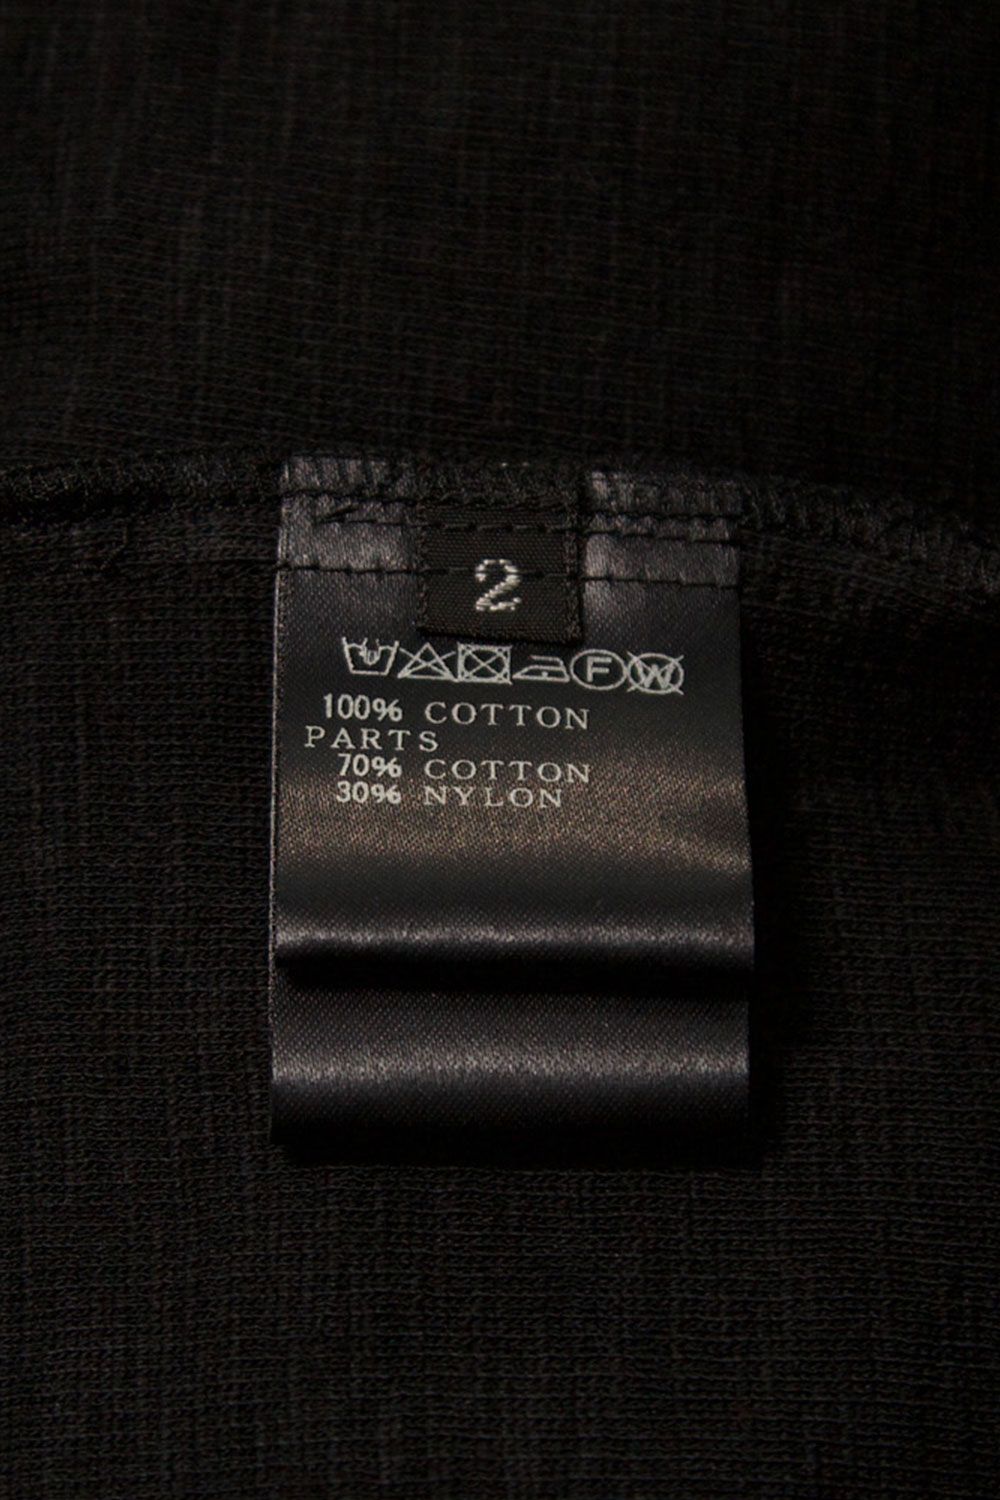 2
F W
100% COTTON
PARTS
70% COTTON
30% NYLON